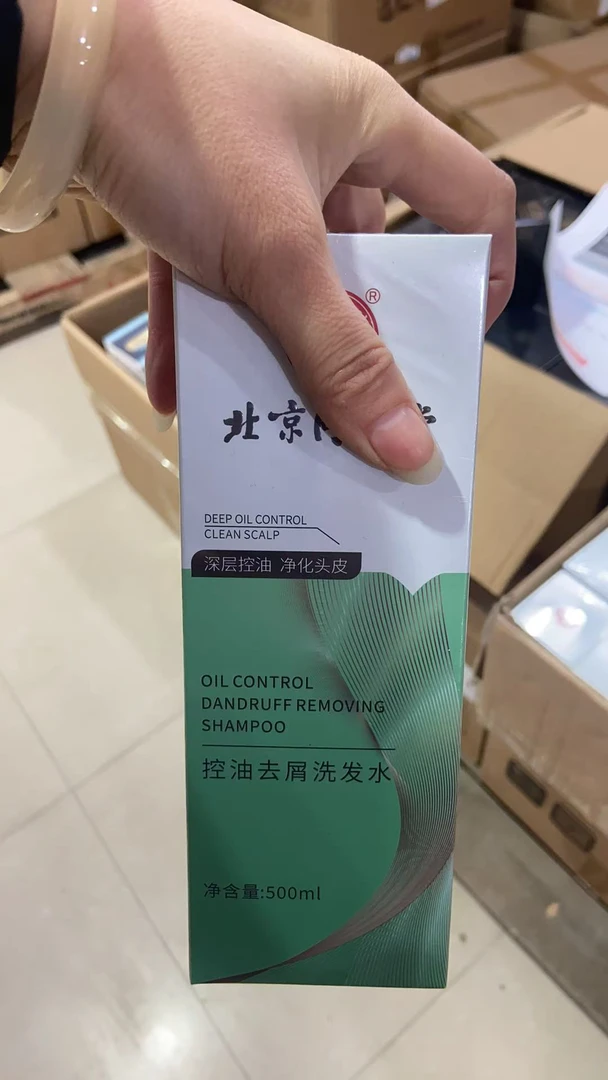 ®
北京
DEEP OIL CONTROL
CLEAN SCALP
深层控油 净化头皮
OIL CONTROL
DANDRUFF REMOVING
SHAMPOO
控油去屑洗发水
净含量:500ml